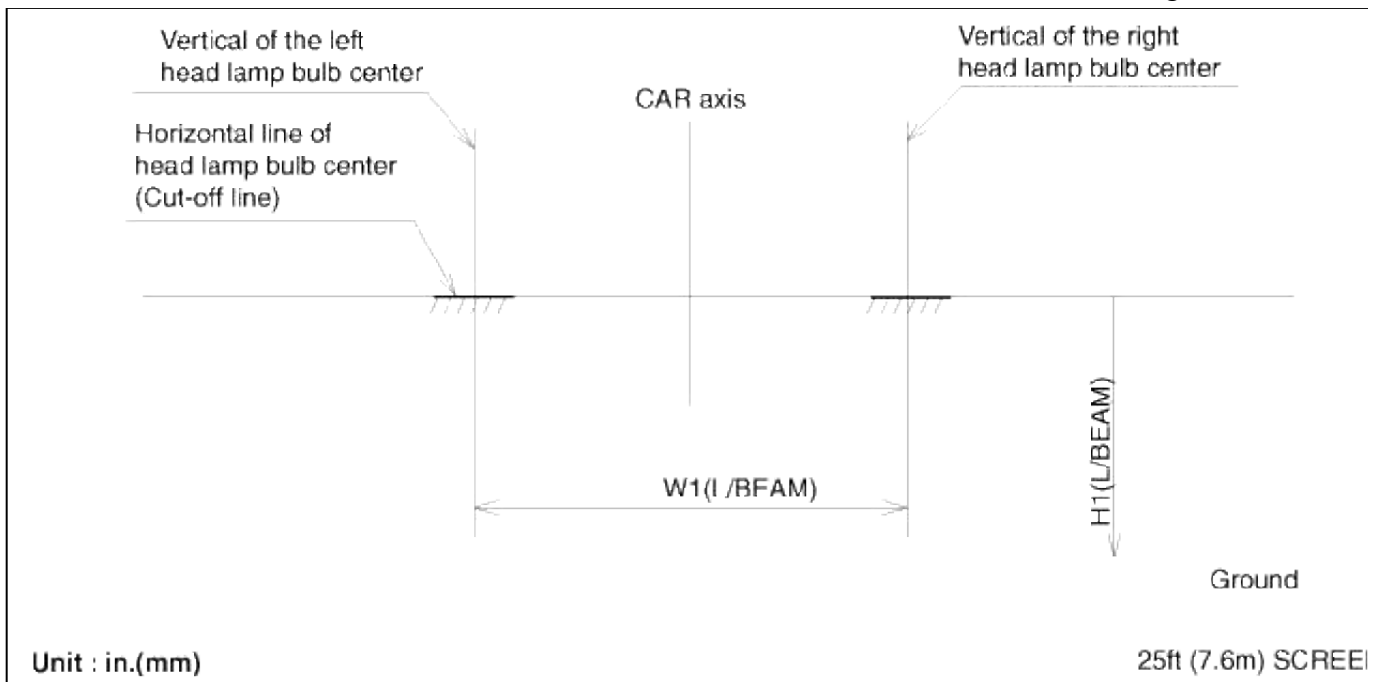 Vertical of the left
head lamp bulb center
Vertical of the right
head lamp bulb center
CAR axis
Horizontal line of
head lamp bulb center
(Cut-off line)
W1(L/BEAM)
H1(L/BEAM)
Ground
Unit : in.(mm)
25ft (7.6m) SCREE